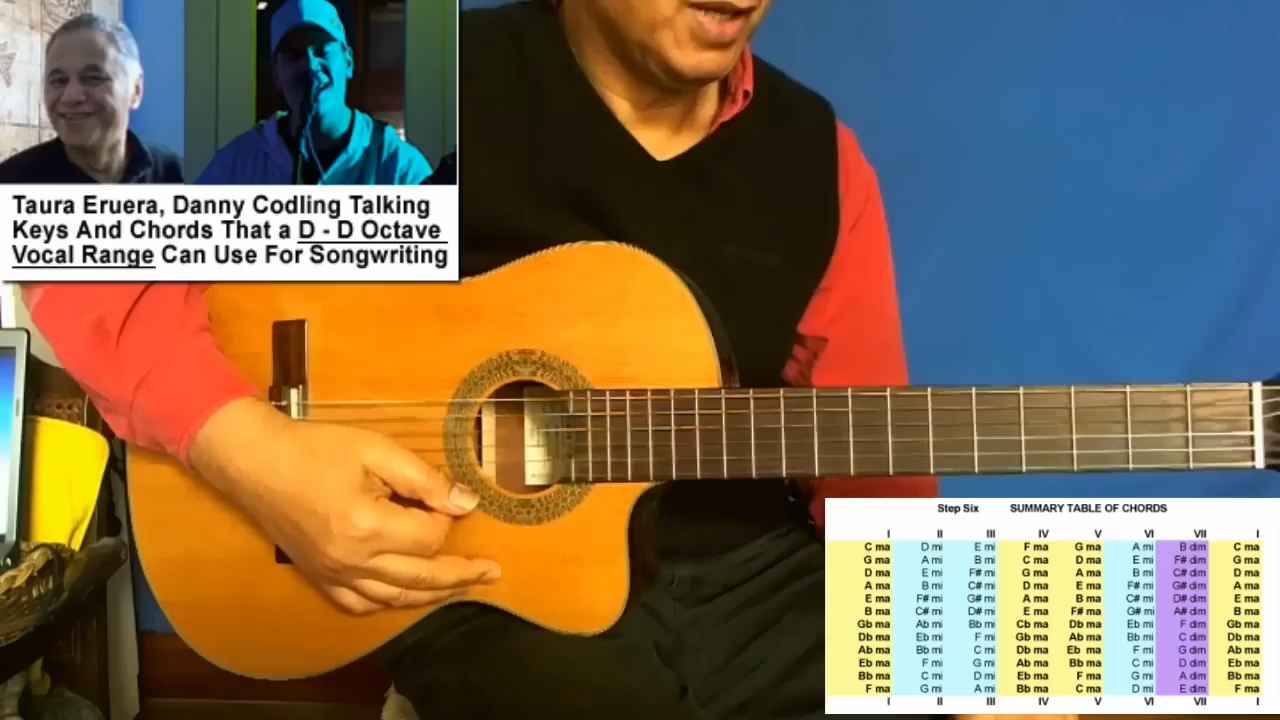 Taura Eruera, Danny Codling Talking
Keys And Chords That a D - D Octave
Vocal Range Can Use For Songwriting
Step Six SUMMARY TABLE OF CHORDS
I II III IV V VI VII I
C ma D mi E mi F ma G ma A mi B dim C ma
G ma A mi B mi C ma D ma E mi F# dim G ma
D ma E mi F# mi G ma A ma B mi C# dim D ma
A ma B mi C# mi D ma E ma F# mi G# dim A ma
E ma F# mi G# mi A ma B ma C# mi D# dim E ma
B ma C# mi D# mi E ma F# ma G# mi A# dim B ma
Gb ma Ab mi Bb mi Cb ma Db ma Eb mi F dim Gb ma
Db ma Eb mi F mi Gb ma Ab ma Bb mi C dim Db ma
Ab ma Bb mi C mi Db ma Eb ma F mi G dim Ab ma
Eb ma F mi G mi Ab ma Bb ma C mi D dim Eb ma
Bb ma C mi D mi Eb ma F ma G mi A dim Bb ma
F ma G mi A mi Bb ma C ma D mi E dim F ma
I II III IV V VI VII I